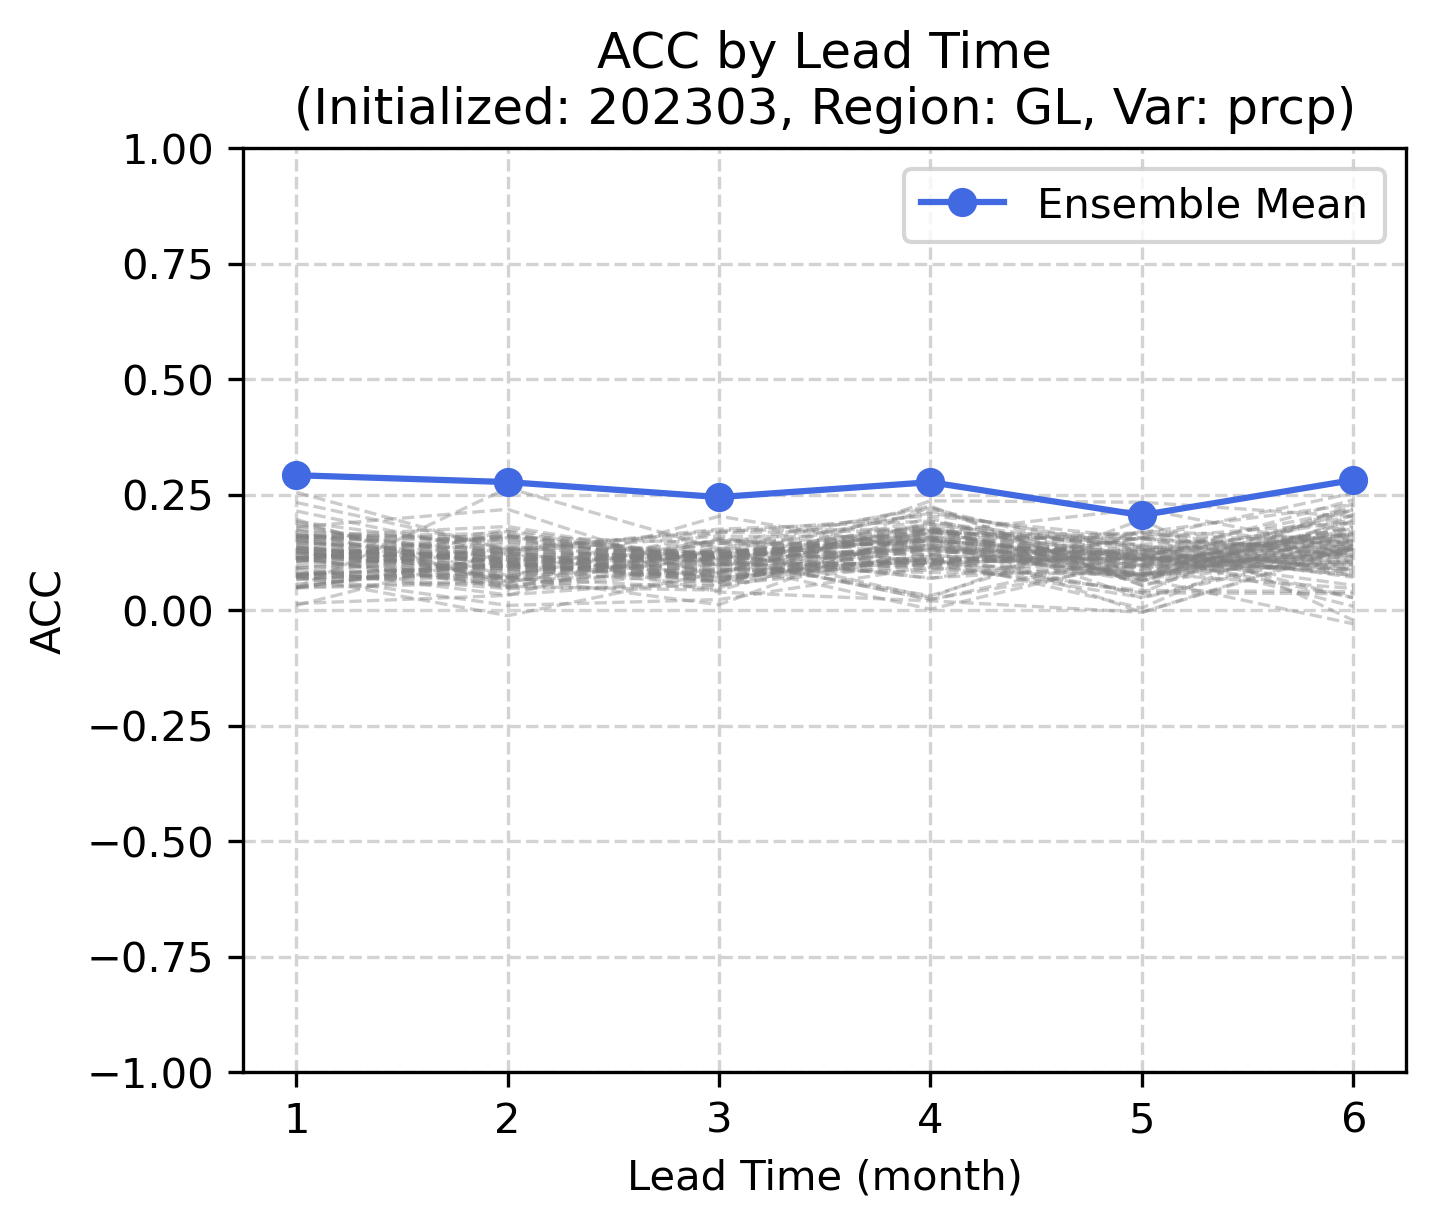 ACC by Lead Time
(Initialized: 202303, Region: GL, Var: prcp)
Ensemble Mean
ACC
1.00
0.75
0.50
0.25
0.00
−0.25
−0.50
−0.75
−1.00
1 2 3 4 5 6
Lead Time (month)